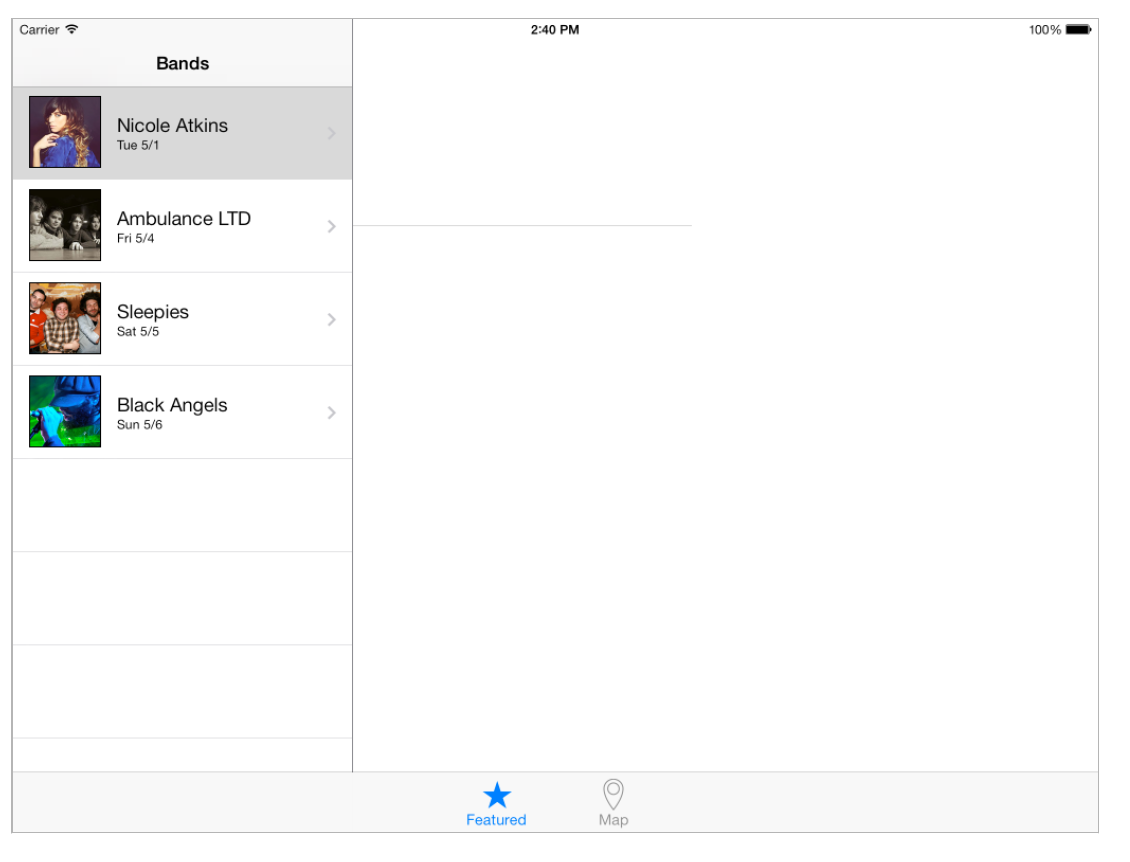 Carrier 2:40 PM 100%
Bands
Nicole Atkins
Tue 5/1
Ambulance LTD
Fri 5/4
Sleepies
Sat 5/5
Black Angels
Sun 5/6
Featured Map